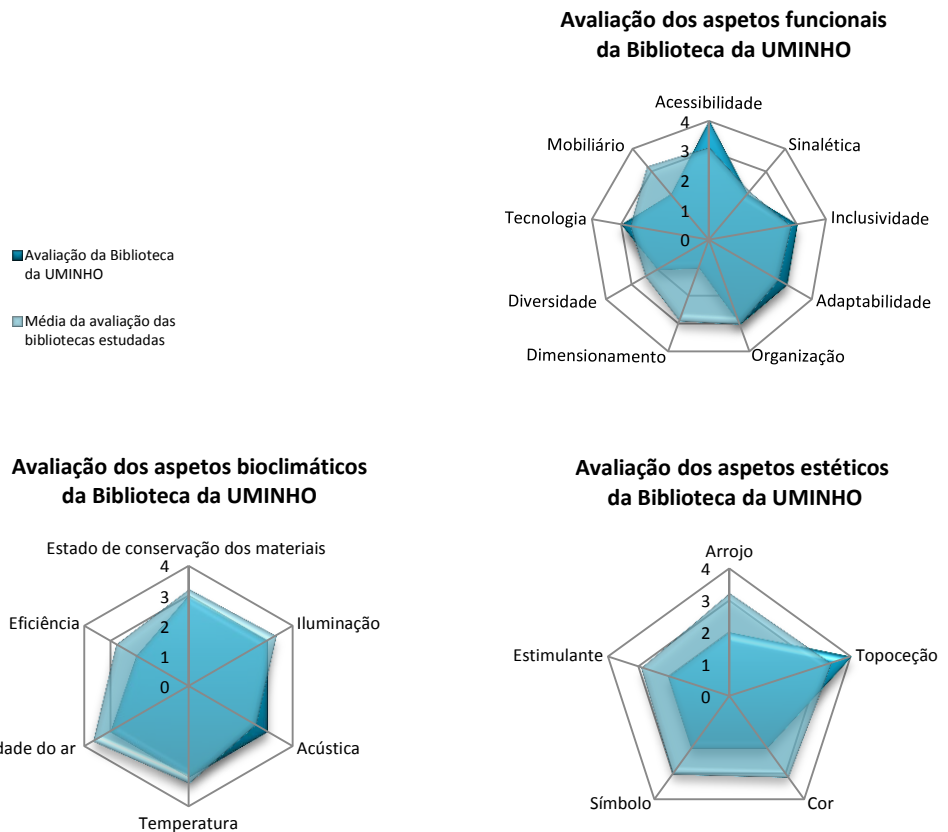 Avaliação dos aspetos funcionais
da Biblioteca da UMINHO
Acessibilidade
4
Mobiliário
Sinalética
3
2
Tecnologia
Inclusividade
1
0
Avaliação da Biblioteca
da UMINHO
Diversidade
Adaptabilidade
Média da avaliação das
bibliotecas estudadas
Dimensionamento
Organização
Avaliação dos aspetos bioclimáticos
da Biblioteca da UMINHO
Estado de conservação dos materiais
4
Eficiência
Iluminação
3
2
1
0
dade do ar
Acústica
Temperatura
Avaliação dos aspetos estéticos
da Biblioteca da UMINHO
Arrojo
4
3
Estimulante
Topoceção
2
1
0
Símbolo
Cor